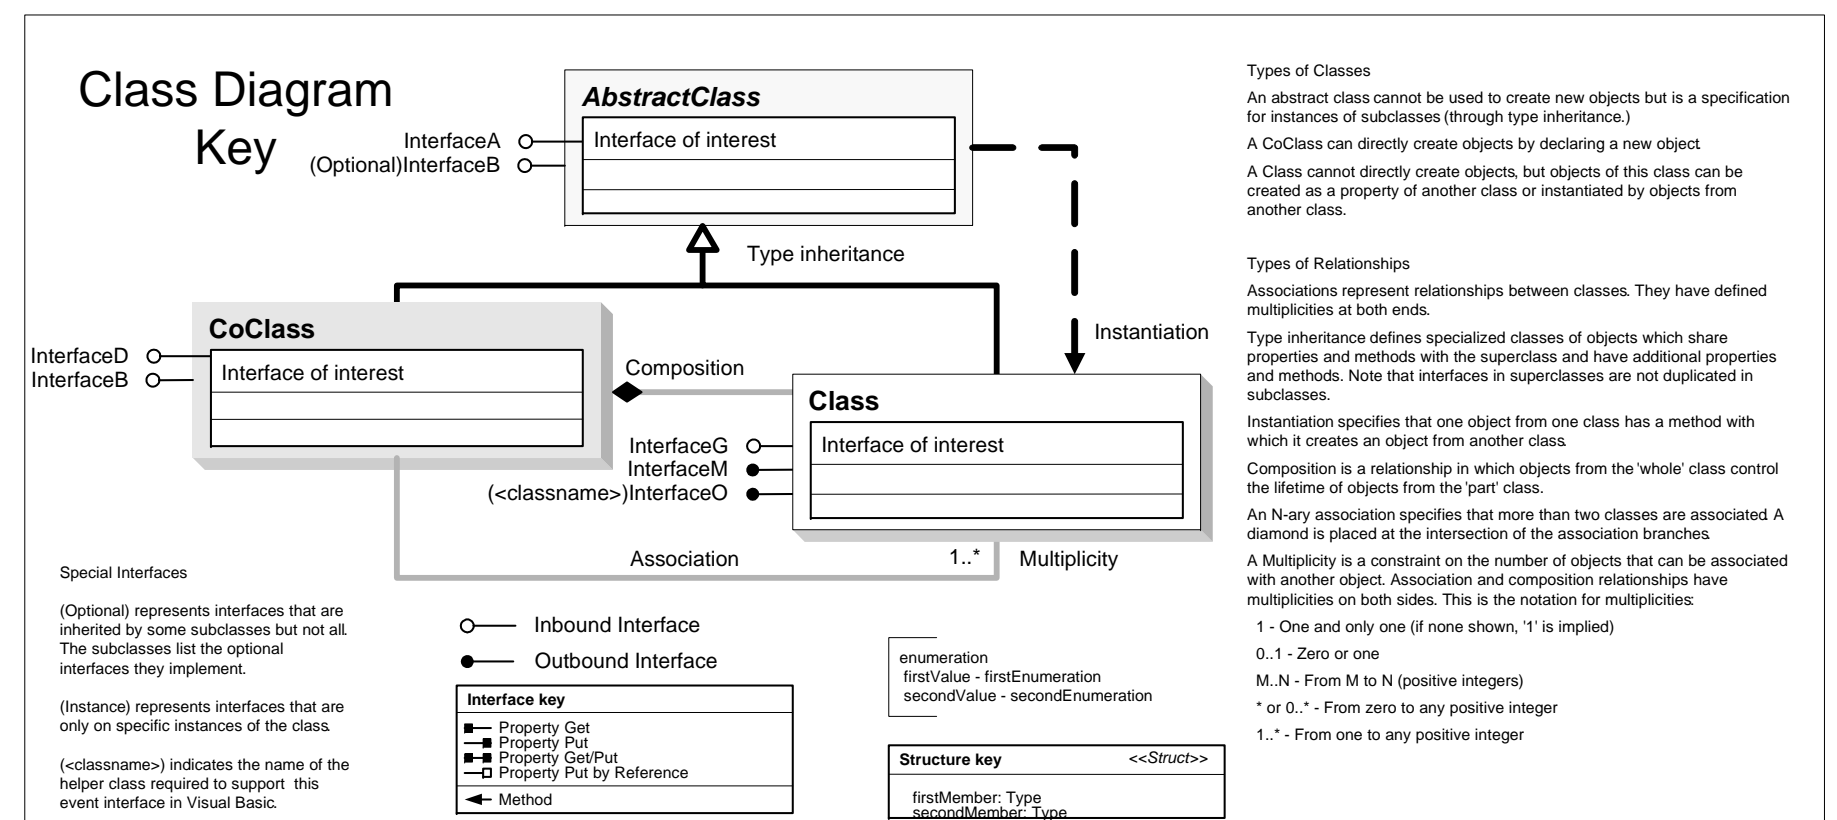 Class Diagram
Key
AbstractClass
Interface of interest
InterfaceA
(Optional)InterfaceB
Type inheritance
Instantiation
CoClass
Interface of interest
InterfaceD
InterfaceB
Composition
Class
Interface of interest
InterfaceG
InterfaceM
(<classname>)InterfaceO
Association
1..*
Multiplicity
Special Interfaces
(Optional) represents interfaces that are
inherited by some subclasses but not all.
The subclasses list the optional
interfaces they implement.
(Instance) represents interfaces that are
only on specific instances of the class.
(<classname>) indicates the name of the
helper class required to support this
event interface in Visual Basic.
Inbound Interface
Outbound Interface
Interface key
Property Get
Property Put
Property Get/Put
Property Put by Reference
Method
enumeration
firstValue - firstEnumeration
secondValue - secondEnumeration
Structure key <<Struct>>
firstMember: Type
secondMember: Type
Types of Classes
An abstract class cannot be used to create new objects but is a specification
for instances of subclasses (through type inheritance.)
A CoClass can directly create objects by declaring a new object.
A Class cannot directly create objects, but objects of this class can be
created as a property of another class or instantiated by objects from
another class.
Types of Relationships
Associations represent relationships between classes. They have defined
multiplicities at both ends.
Type inheritance defines specialized classes of objects which share
properties and methods with the superclass and have additional properties
and methods. Note that interfaces in superclasses are not duplicated in
subclasses.
Instantiation specifies that one object from one class has a method with
which it creates an object from another class.
Composition is a relationship in which objects from the 'whole' class control
the lifetime of objects from the 'part' class.
An N-ary association specifies that more than two classes are associated. A
diamond is placed at the intersection of the association branches.
A Multiplicity is a constraint on the number of objects that can be associated
with another object. Association and composition relationships have
multiplicities on both sides. This is the notation for multiplicities:
1 - One and only one (if none shown, '1' is implied)
0..1 - Zero or one
M..N - From M to N (positive integers)
* or 0..* - From zero to any positive integer
1..* - From one to any positive integer